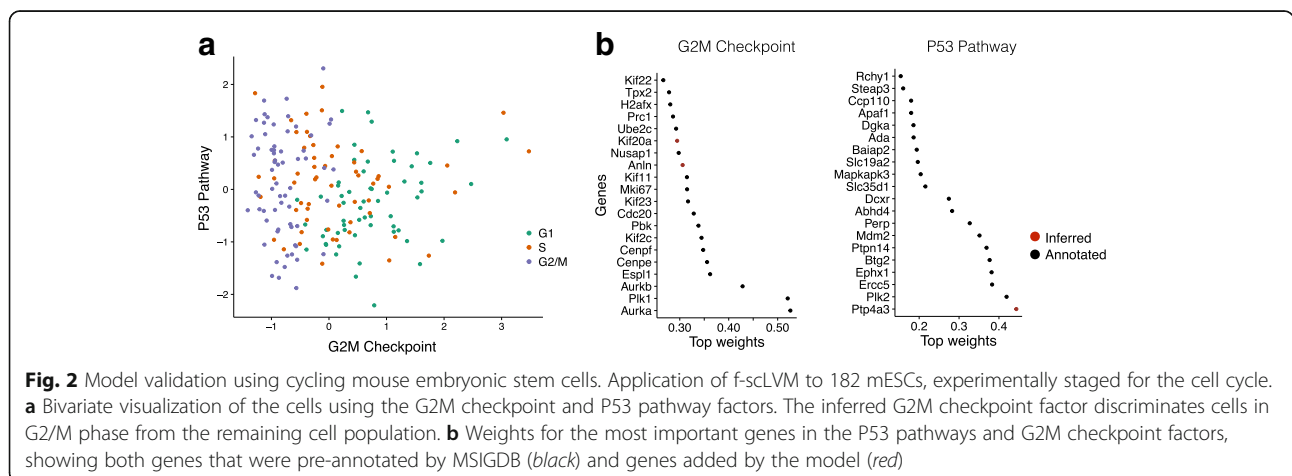 a
P53 Pathway
2
1
0
−1
−2
−1
0
1
2
3
G2M Checkpoint
G1
S
G2/M
b
G2M Checkpoint
Genes
Kif22
Tpx2
H2afx
Prc1
Ube2c
Kif20a
Nusap1
Anln
Kif11
Mki67
Kif23
Cdc20
Pbk
Kif2c
Cenpf
Cenpe
Espl1
Aurkb
Plk1
Aurka
0.30
0.40
0.50
Top weights
P53 Pathway
Rchy1
Steap3
Ccp110
Apaf1
Dgka
Ada
Baiap2
Slc19a2
Mapkapk3
Slc35d1
Dcxr
Abhd4
Perp
Mdm2
Ptpn14
Btg2
Ephx1
Ercc5
Plk2
Ptp4a3
0.2
0.3
0.4
Top weights
Inferred
Annotated
Fig. 2 Model validation using cycling mouse embryonic stem cells. Application of f-scLVM to 182 mESCs, experimentally staged for the cell cycle.
a Bivariate visualization of the cells using the G2M checkpoint and P53 pathway factors. The inferred G2M checkpoint factor discriminates cells in
G2/M phase from the remaining cell population. b Weights for the most important genes in the P53 pathways and G2M checkpoint factors,
showing both genes that were pre-annotated by MSIGDB (black) and genes added by the model (red)